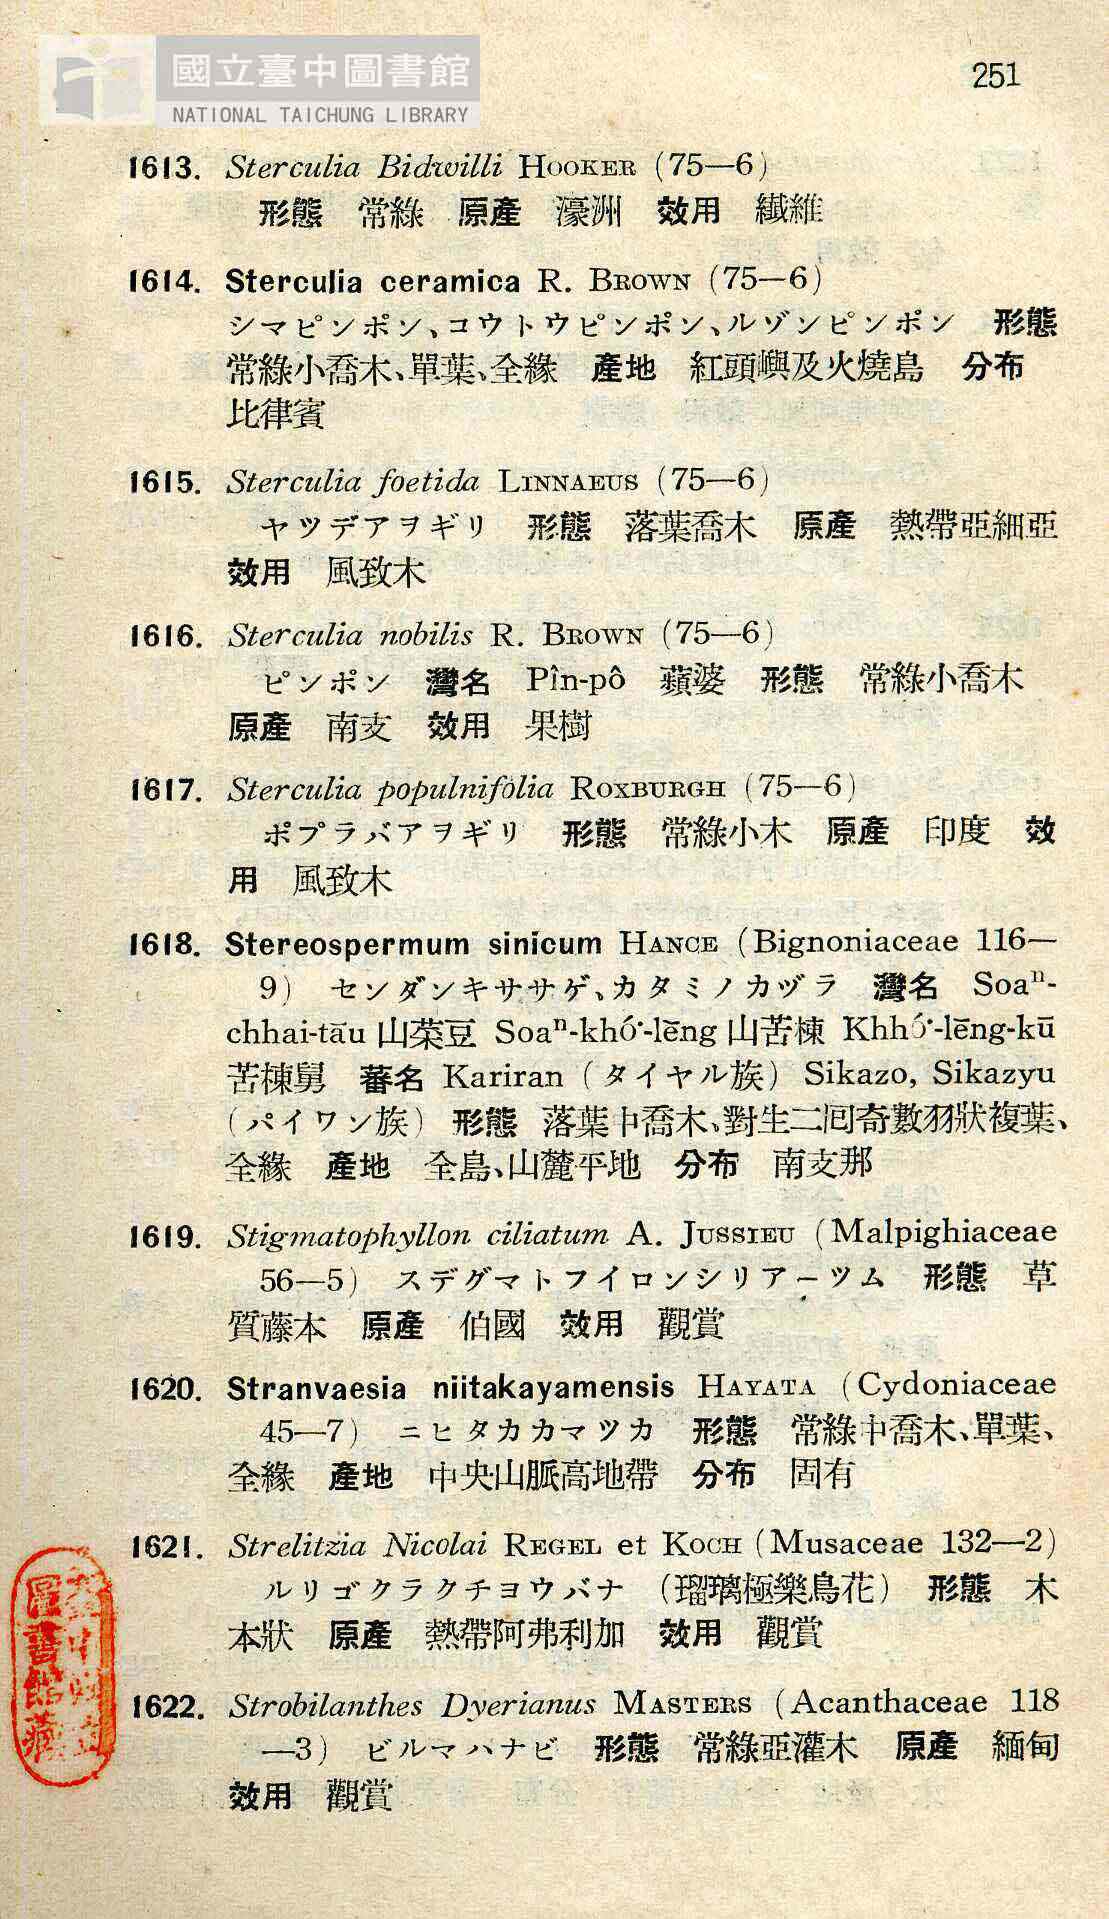 國立臺中圖書館
NATIONAL TAICHUNG LIBRARY
251
1613. Sterculia Bidwilli HOOKER (75—6)
形態 常綠 原產 濠洲 效用 纖維
1614. Sterculia ceramica R. BROWN (75—6)
シマピンポン、コウトウピンポン、ルゾンピンポン 形態
常綠小喬木、單葉、全緣 產地 紅頭嶼及火燒島 分布
比律賓
1615. Sterculia foetida LINNAEUS (75—6)
ヤツデアヲギリ 形態 落葉喬木 原產 熱帶亞細亞
效用 風致木
1616. Sterculia nobilis R. BROWN (75—6)
ピンポン 灣名 Pîn-pô 蘋婆 形態 常綠小喬木
原產 南支 效用 果樹
1617. Sterculia populnifolia ROXBURGH (75—6)
ポプラバアヲギリ 形態 常綠小木 原產 印度 效
用 風致木
1618. Stereospermum sinicum HANCE (Bignoniaceae 116—
9) センダンキササゲ、カタミノカヅラ 灣名 Soaⁿ-
chhai-tāu 山菜豆 Soaⁿ-khó͘-lēng 山苦楝 Khhó͘-lēng-kū
苦楝舅 蕃名 Kariran (タイヤル族) Sikazo, Sikazyu
(パイワン族) 形態 落葉中喬木、對生二囘奇數羽狀複葉、
全緣 產地 全島、山麓平地 分布 南支那
1619. Stigmatophyllon ciliatum A. JUSSIEU (Malpighiaceae
56—5) スデグマトフイロンシリアーツム 形態 草
質藤本 原產 伯國 效用 觀賞
1620. Stranvaesia niitakayamensis HAYATA (Cydoniaceae
45—7) ニヒタカカマツカ 形態 常綠中喬木、單葉、
全緣 產地 中央山脈高地帶 分布 固有
1621. Strelitzia Nicolai REGEL et KOCH (Musaceae 132—2)
ルリゴクラクチヨウバナ (瑠璃極樂鳥花) 形態 木
本狀 原產 熱帶阿弗利加 效用 觀賞
1622. Strobilanthes Dyerianus MASTERS (Acanthaceae 118
—3) ビルマハナビ 形態 常綠亞灌木 原產 緬甸
效用 觀賞
圖書館藏